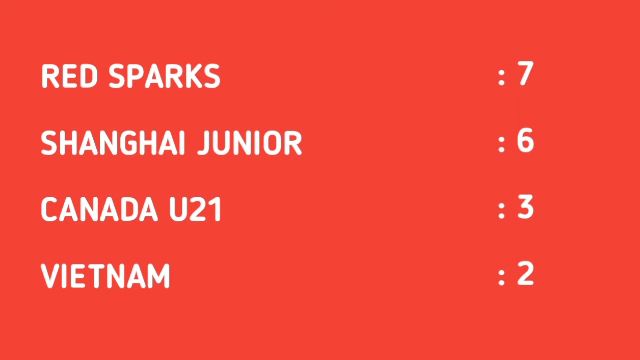 RED SPARKS : 7
SHANGHAI JUNIOR : 6
CANADA U21 : 3
VIETNAM : 2